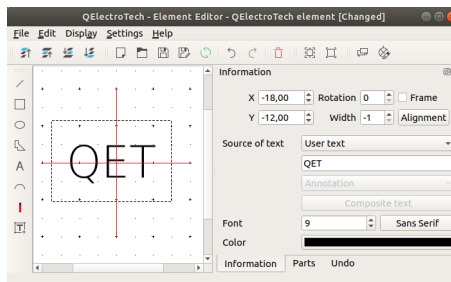 QElectroTech - Element Editor - QElectroTech element [Changed]
File Edit Display Settings Help
Information
X -18,00 Rotation 0 Frame
Y -12,00 Width -1 Alignment
Source of text User text
QET
Annotation
Composite text
Font 9 Sans Serif
Color
QET
A
T
Information Parts Undo